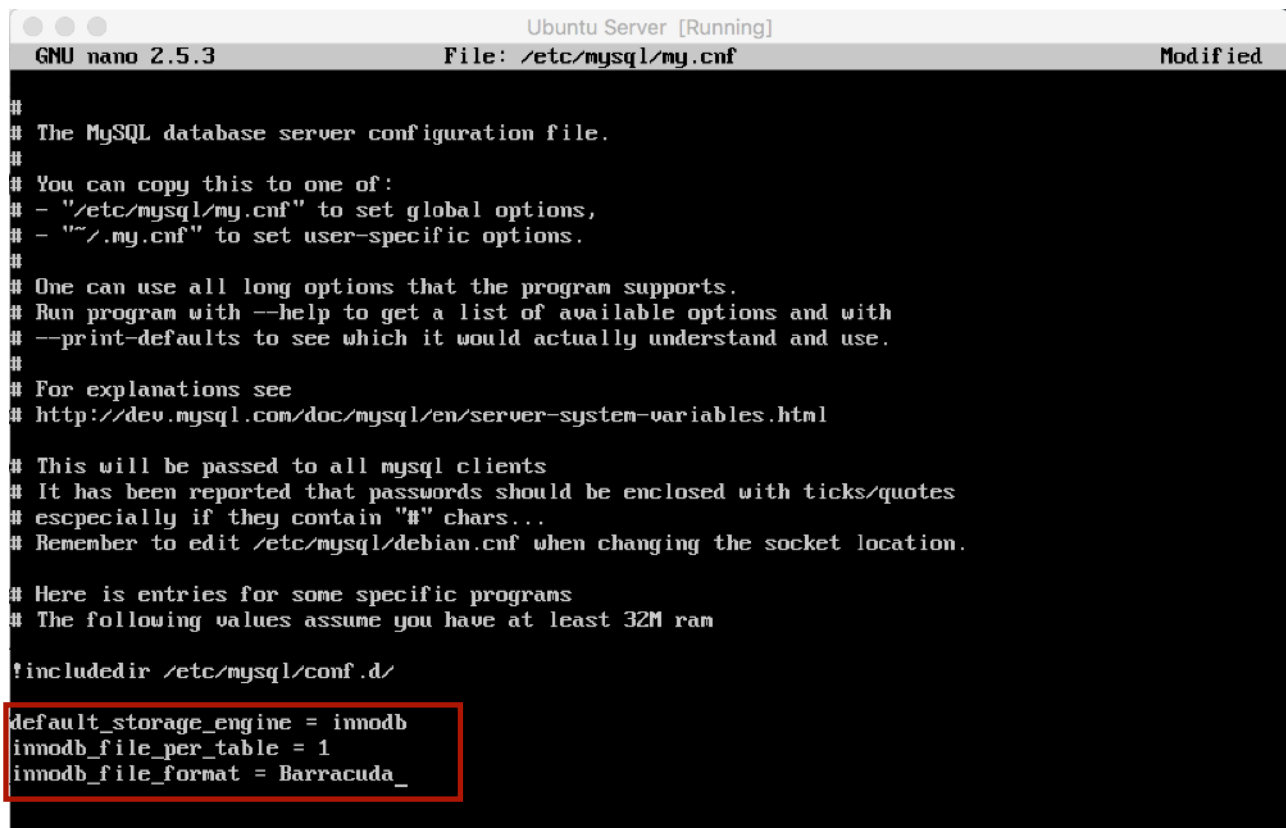 Ubuntu Server [Running]
GNU nano 2.5.3 File: /etc/mysql/my.cnf Modified
#
# The MySQL database server configuration file.
#
# You can copy this to one of:
# - "/etc/mysql/my.cnf" to set global options,
# - "~/.my.cnf" to set user-specific options.
#
# One can use all long options that the program supports.
# Run program with --help to get a list of available options and with
# --print-defaults to see which it would actually understand and use.
#
# For explanations see
# http://dev.mysql.com/doc/mysql/en/server-system-variables.html
# This will be passed to all mysql clients
# It has been reported that passwords should be enclosed with ticks/quotes
# escpecially if they contain "#" chars...
# Remember to edit /etc/mysql/debian.cnf when changing the socket location.
# Here is entries for some specific programs
# The following values assume you have at least 32M ram
!includedir /etc/mysql/conf.d/
default_storage_engine = innodb
innodb_file_per_table = 1
innodb_file_format = Barracuda_